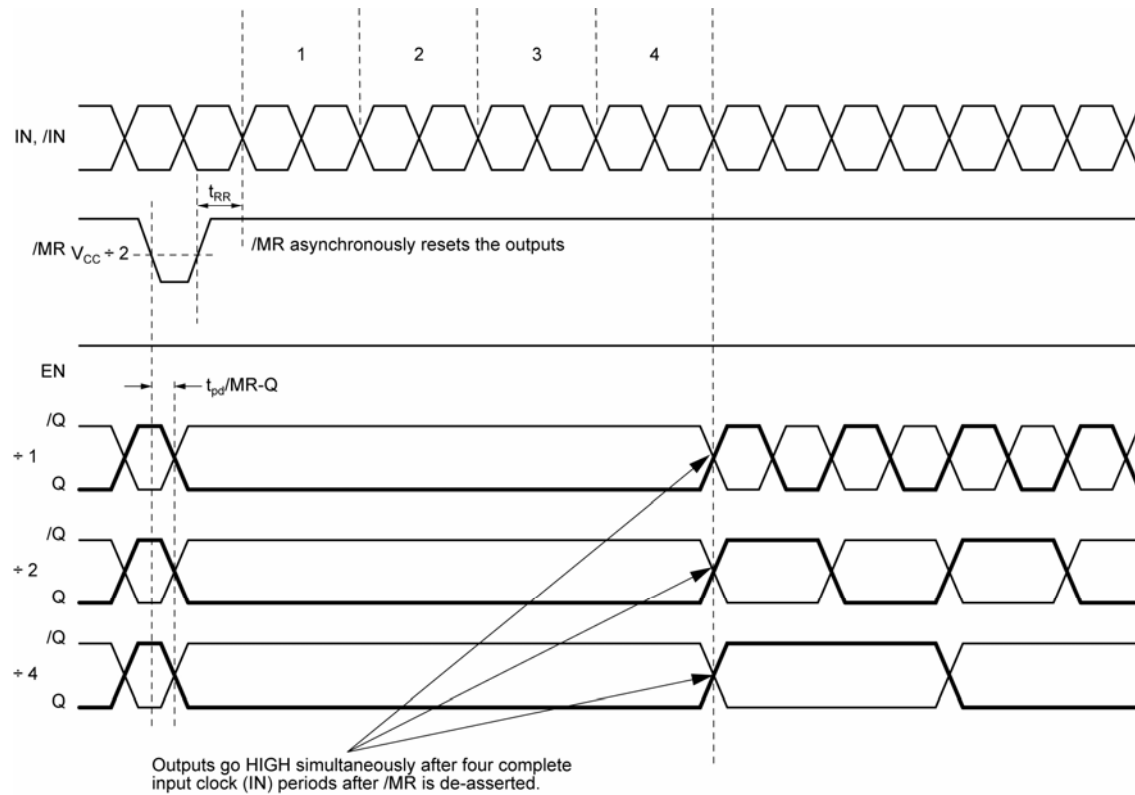 1 2 3 4
IN, /IN
tRR
/MR VCC ÷ 2
/MR asynchronously resets the outputs
EN
tpd/MR-Q
/Q
÷ 1
Q
/Q
÷ 2
Q
/Q
÷ 4
Q
Outputs go HIGH simultaneously after four complete
input clock (IN) periods after /MR is de-asserted.